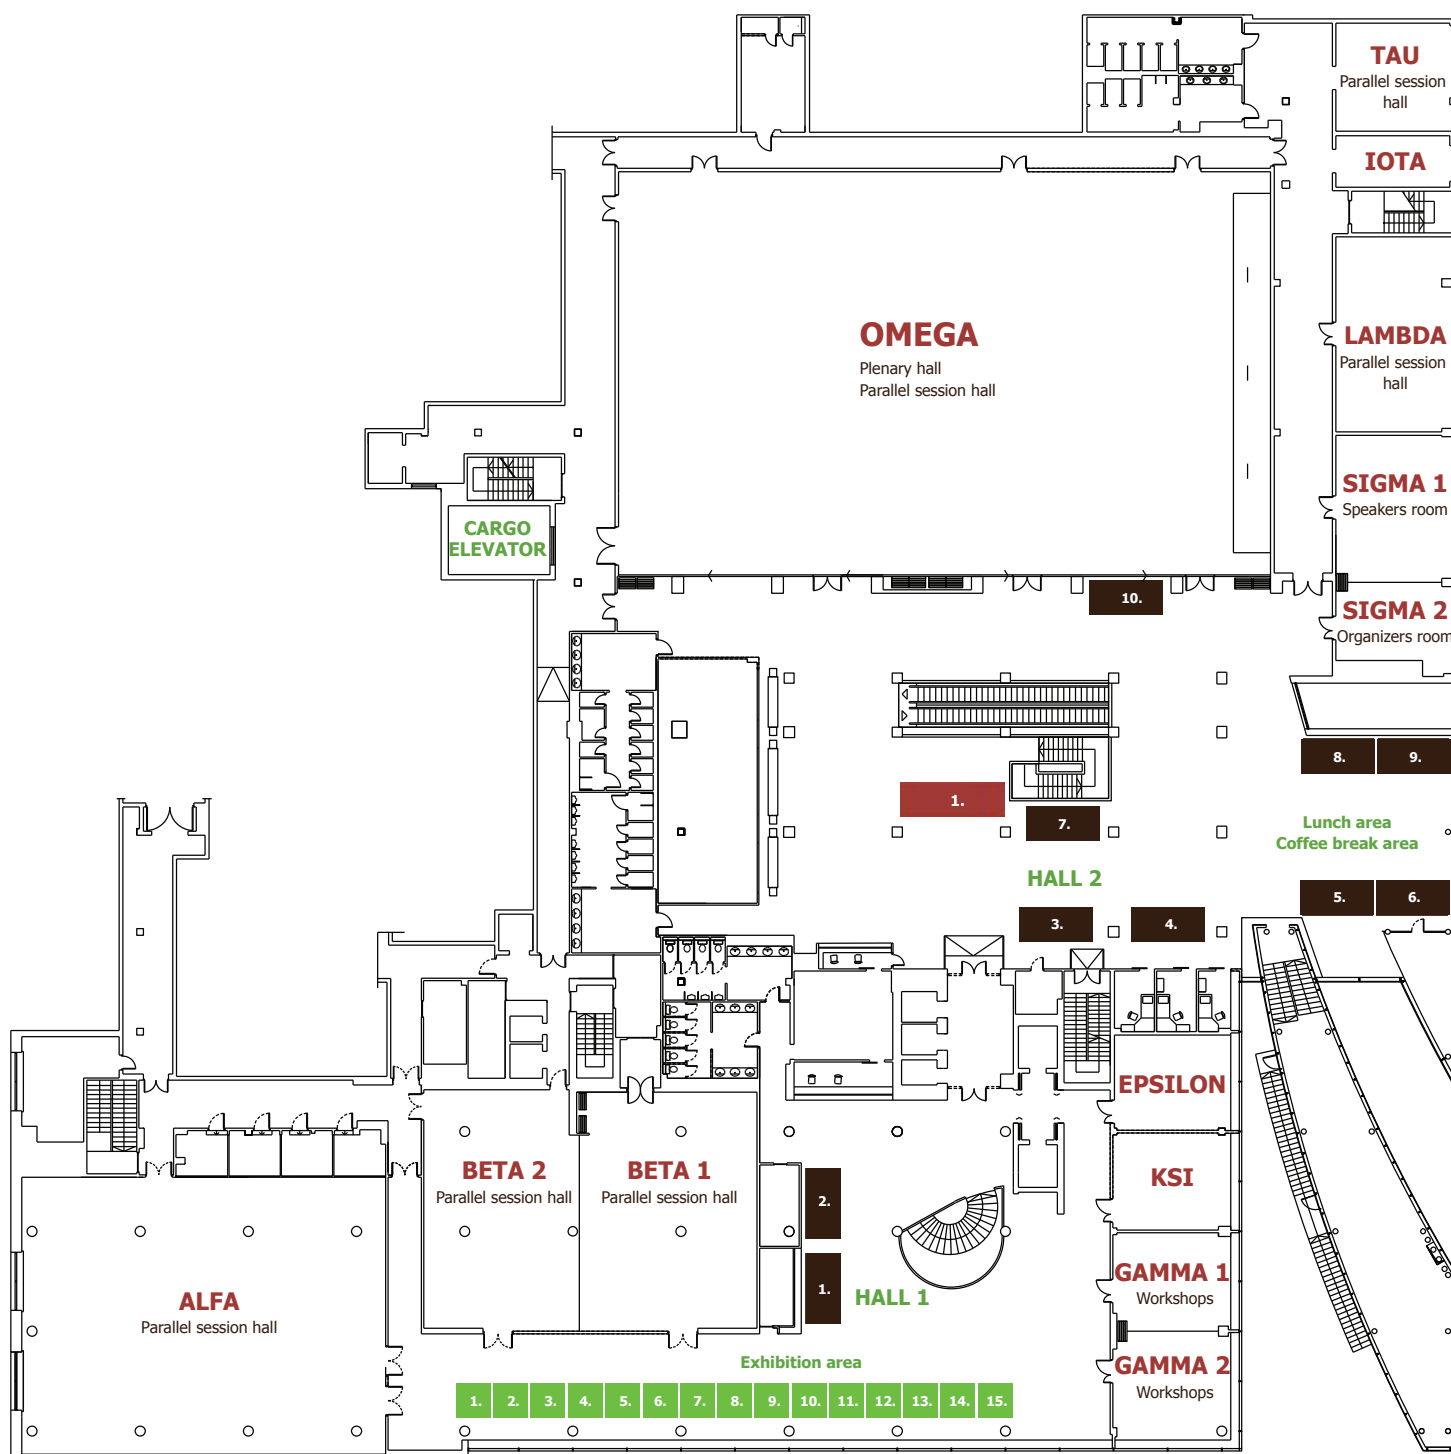 TAU
Parallel session
hall
IOTA
OMEGA
Plenary hall
Parallel session hall
LAMBDA
Parallel session
hall
SIGMA 1
Speakers room
CARGO
ELEVATOR
10.
SIGMA 2
Organizers room
8.
9.
1.
7.
Lunch area
Coffee break area
HALL 2
5.
6.
3.
4.
EPSILON
BETA 2
Parallel session hall
BETA 1
Parallel session hall
KSI
2.
1.
HALL 1
GAMMA 1
Workshops
ALFA
Parallel session hall
Exhibition area
GAMMA 2
Workshops
1.
2.
3.
4.
5.
6.
7.
8.
9.
10.
11.
12.
13.
14.
15.